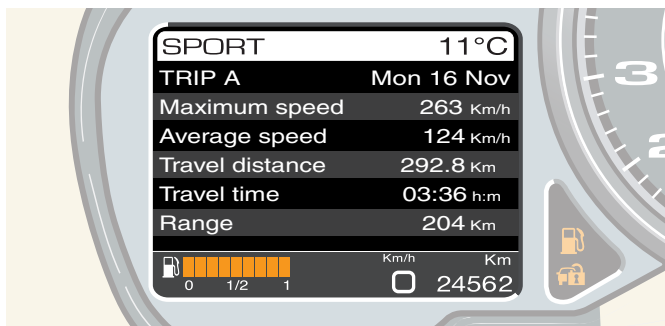 SPORT 11°C
TRIP A Mon 16 Nov
Maximum speed 263 Km/h
Average speed 124 Km/h
Travel distance 292.8 Km
Travel time 03:36 h:m
Range 204 Km
Km/h Km
0 1/2 1 0 24562
3
2